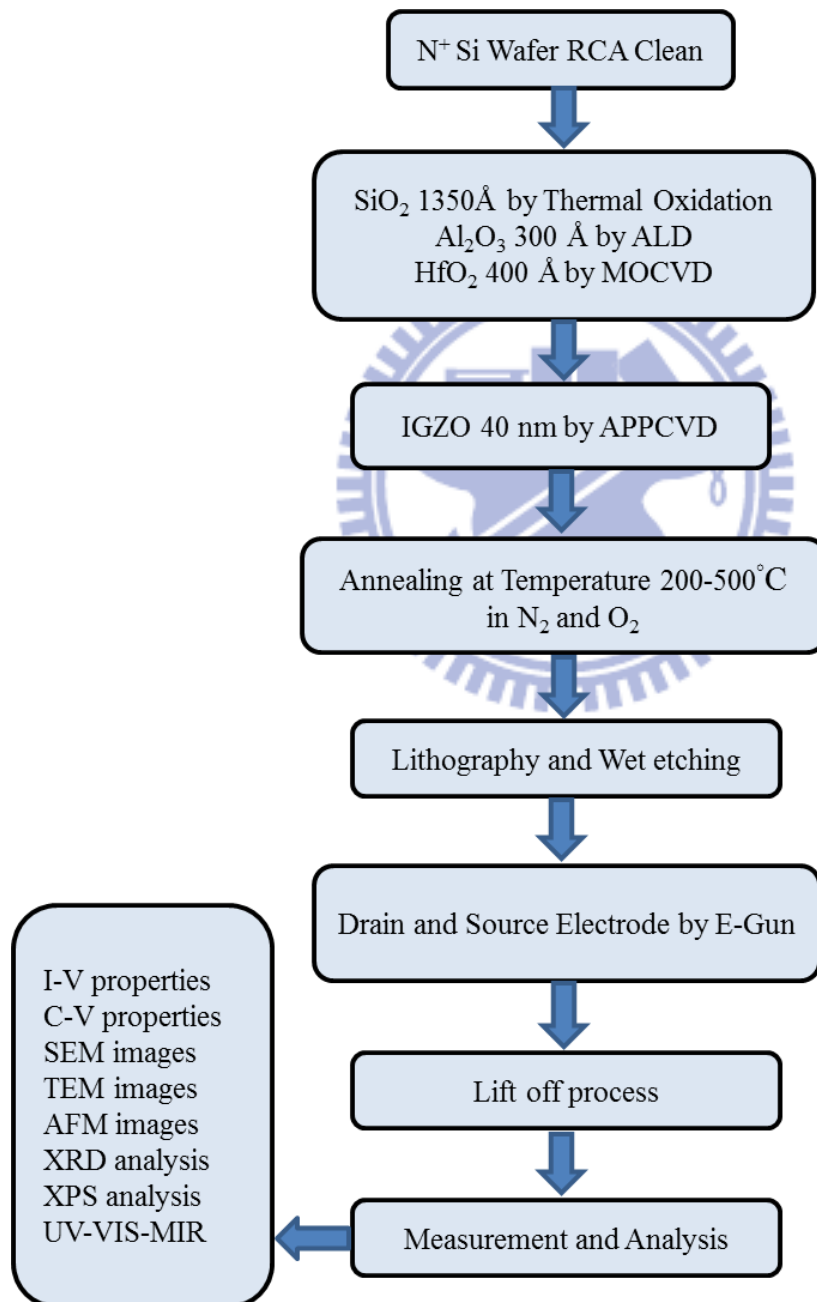 N⁺ Si Wafer RCA Clean
SiO₂ 1350Å by Thermal Oxidation
Al₂O₃ 300 Å by ALD
HfO₂ 400 Å by MOCVD
IGZO 40 nm by APPCVD
Annealing at Temperature 200-500°C
in N₂ and O₂
Lithography and Wet etching
Drain and Source Electrode by E-Gun
Lift off process
Measurement and Analysis
I-V properties
C-V properties
SEM images
TEM images
AFM images
XRD analysis
XPS analysis
UV-VIS-MIR